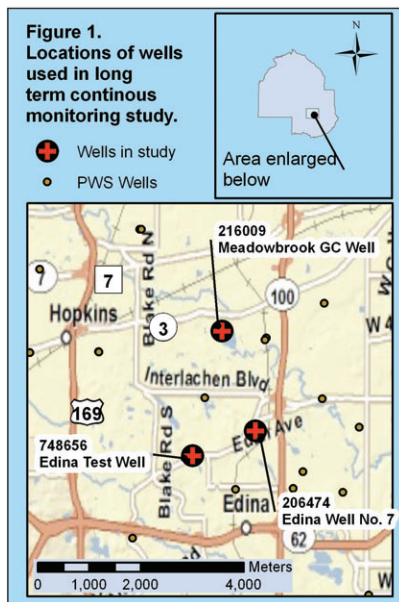 Figure 1.
Locations of wells
used in long
term continous
monitoring study.
Wells in study
PWS Wells
N
Area enlarged
below
216009
Meadowbrook GC Well
Blake Rd N
7
7
100
Hopkins
3
W 4
Interlachen Blvd
169
748656
Edina Test Well
Blake Rd S
Ave
206474
Edina Well No. 7
Edina
62
Meters
0 1,000 2,000 4,000